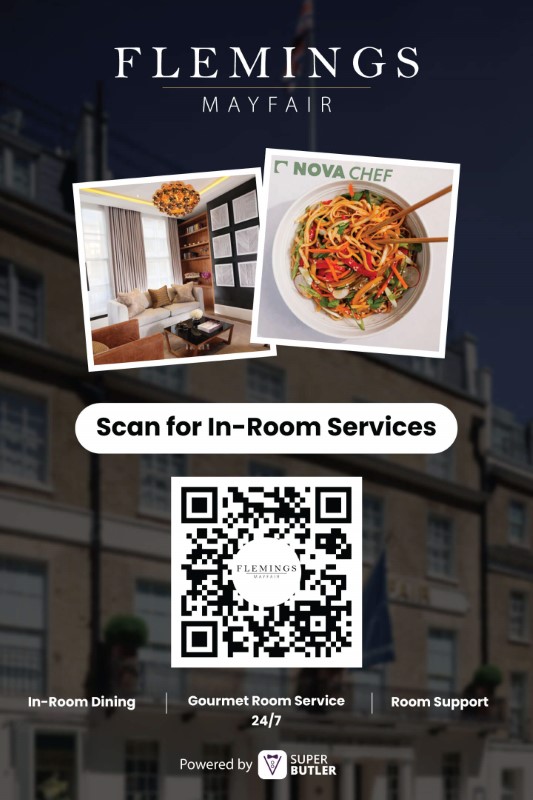 FLEMINGS
MAYFAIR
NOVA CHEF
Scan for In-Room Services
FLEMINGS
MAYFAIR
In-Room Dining
Gourmet Room Service
24/7
Room Support
Powered by SUPER
BUTLER